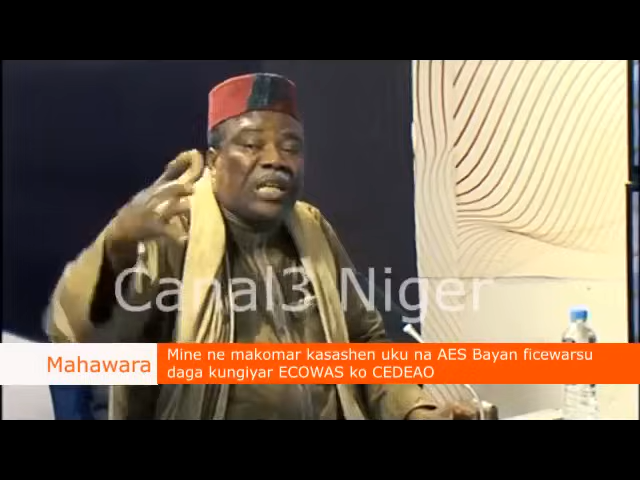 Canal3 Niger
Mahawara
Mine ne makomar kasashen uku na AES Bayan ficewarsu
daga kungiyar ECOWAS ko CEDEAO